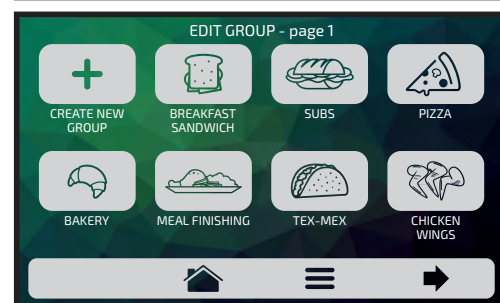 EDIT GROUP - page 1
CREATE NEW
GROUP
BREAKFAST
SANDWICH
SUBS
PIZZA
BAKERY
MEAL FINISHING
TEX-MEX
CHICKEN
WINGS